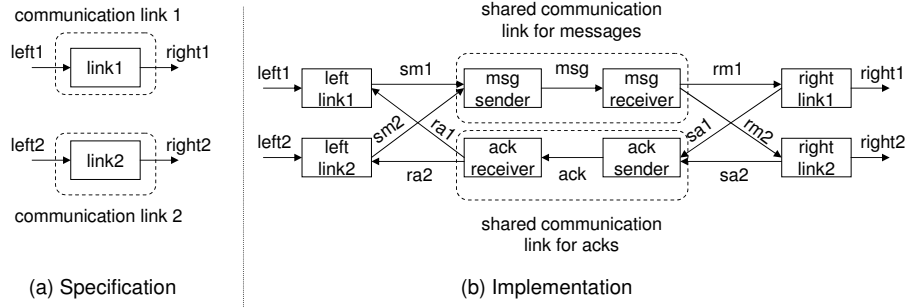 communication link 1
left1
link1
right1
left2
link2
right2
communication link 2
(a) Specification
shared communication
link for messages
left1
left
link1
sm1
msg
sender
msg
msg
receiver
rm1
right
link1
right1
sm2
ra1
sa1
rm2
left2
left
link2
ra2
ack
receiver
ack
ack
sender
sa2
right
link2
right2
shared communication
link for acks
(b) Implementation